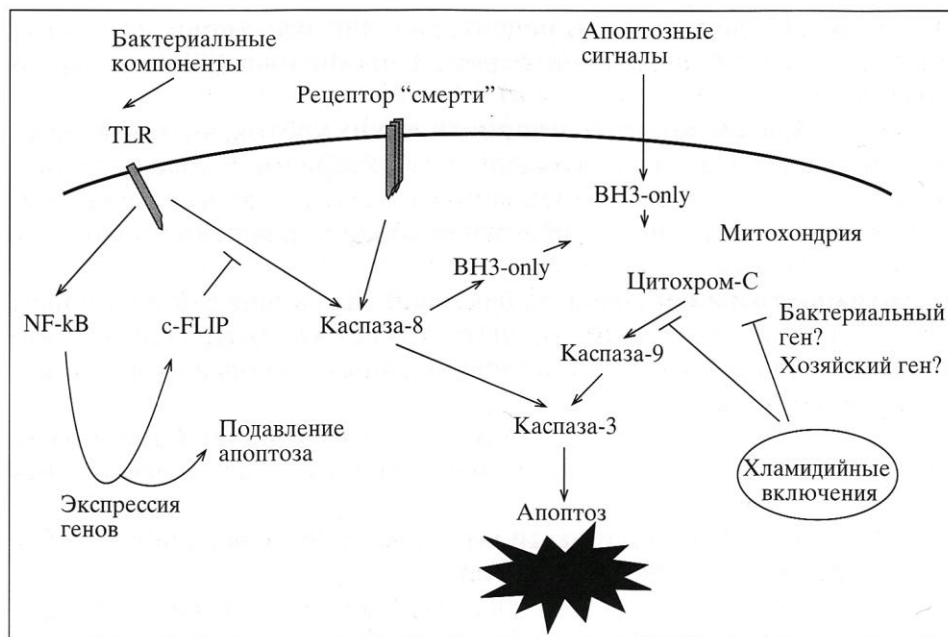 Бактериальные
компоненты
Апоптозные
сигналы
Рецептор “смерти”
TLR
BH3-only
Митохондрия
BH3-only
Цитохром-С
NF-kB
c-FLIP
Каспаза-8
Бактериальный
ген?
Хозяйский ген?
Каспаза-9
Каспаза-3
Подавление
апоптоза
Хламидийные
включения
Экспрессия
генов
Апоптоз